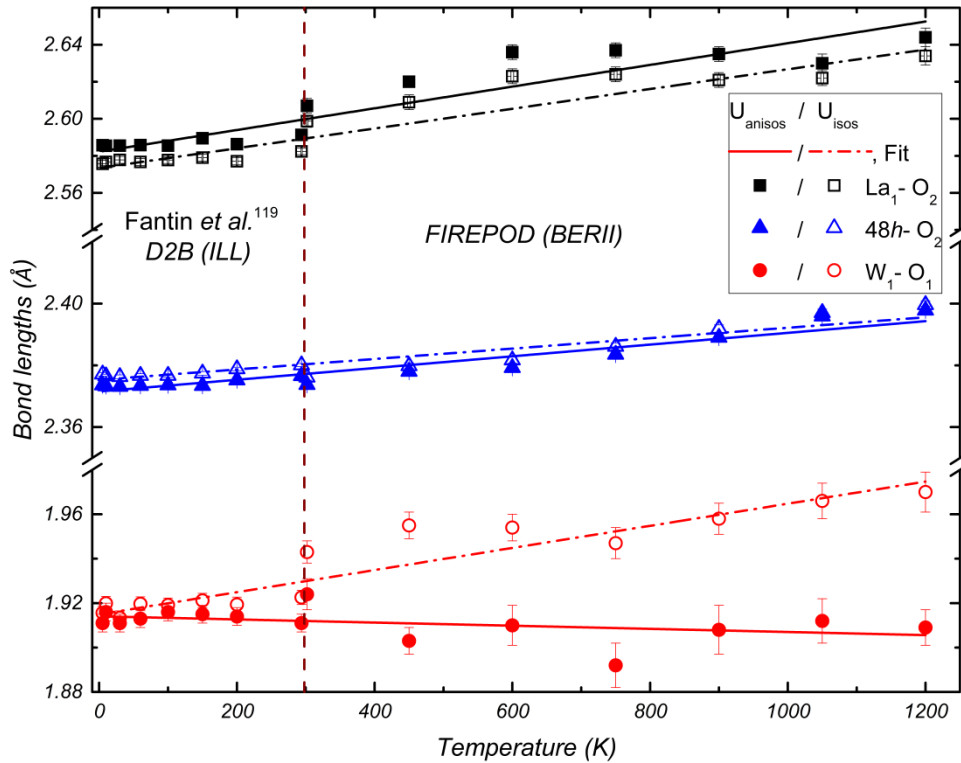 2.64
2.60
2.56
2.40
2.36
1.96
1.92
1.88
Bond lengths (Å)
Fantin et al.119
D2B (ILL)
FIREPOD (BERII)
Uanisos / Uisos
/ , Fit
/ La1- O2
/ 48h- O2
/ W1- O1
0 200 400 600 800 1000 1200
Temperature (K)